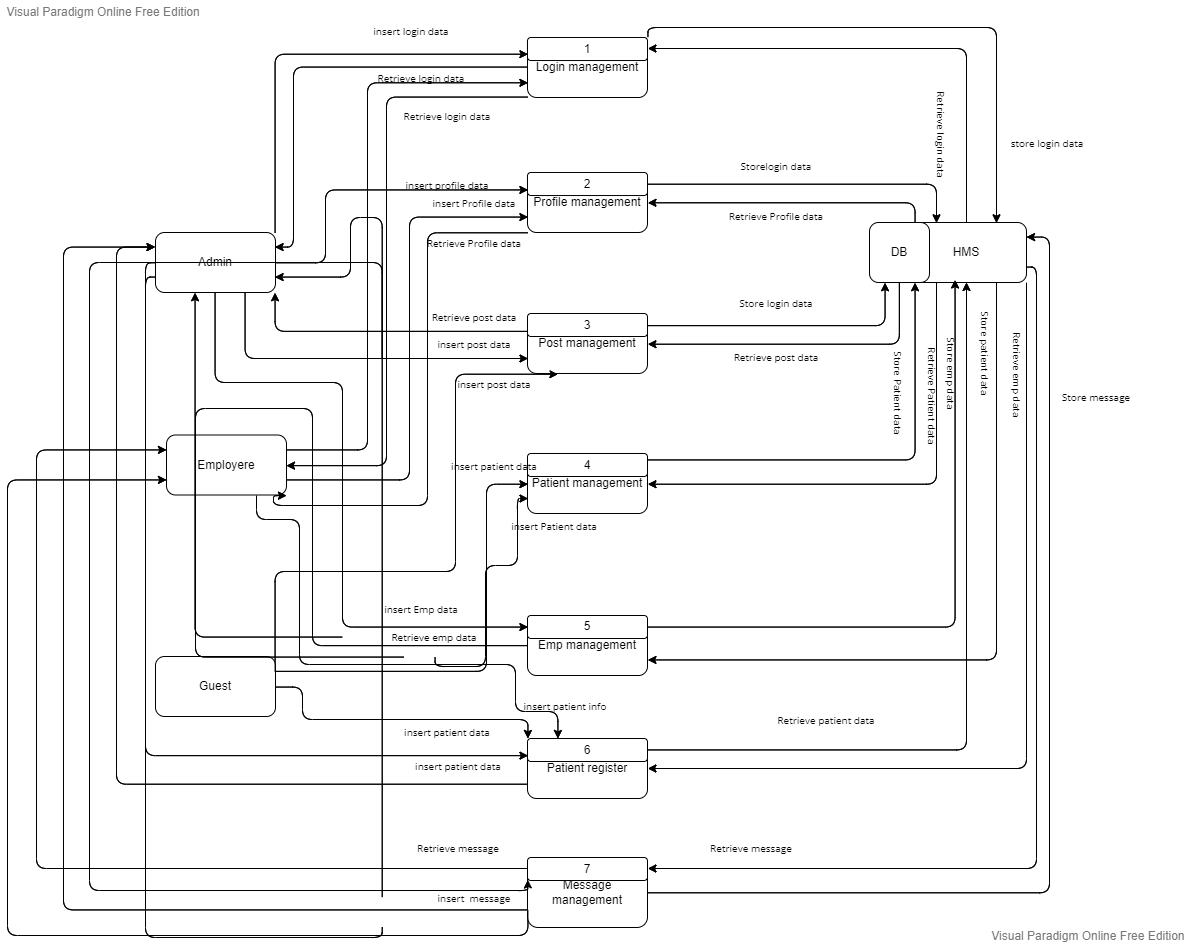 Visual Paradigm Online Free Edition
insert login data
1
Login management
Retrieve login data
Retrieve login data
Retrieve login data
store login data
Storelogin data
insert profile data
2
Profile management
insert Profile data
Retrieve Profile data
Retrieve Profile data
Admin
DB
HMS
Store login data
Retrieve post data
3
Post management
insert post data
Retrieve post data
insert post data
Store Patient data
Retrieve Patient data
Store emp data
Store patient data
Retrieve emp data
Store message
Employere
insert patient data
4
Patient management
insert Patient data
insert Emp data
5
Emp management
Retrieve emp data
Guest
insert patient info
Retrieve patient data
insert patient data
6
Patient register
insert patient data
Retrieve message
Retrieve message
7
Message
management
insert message
Visual Paradigm Online Free Edition